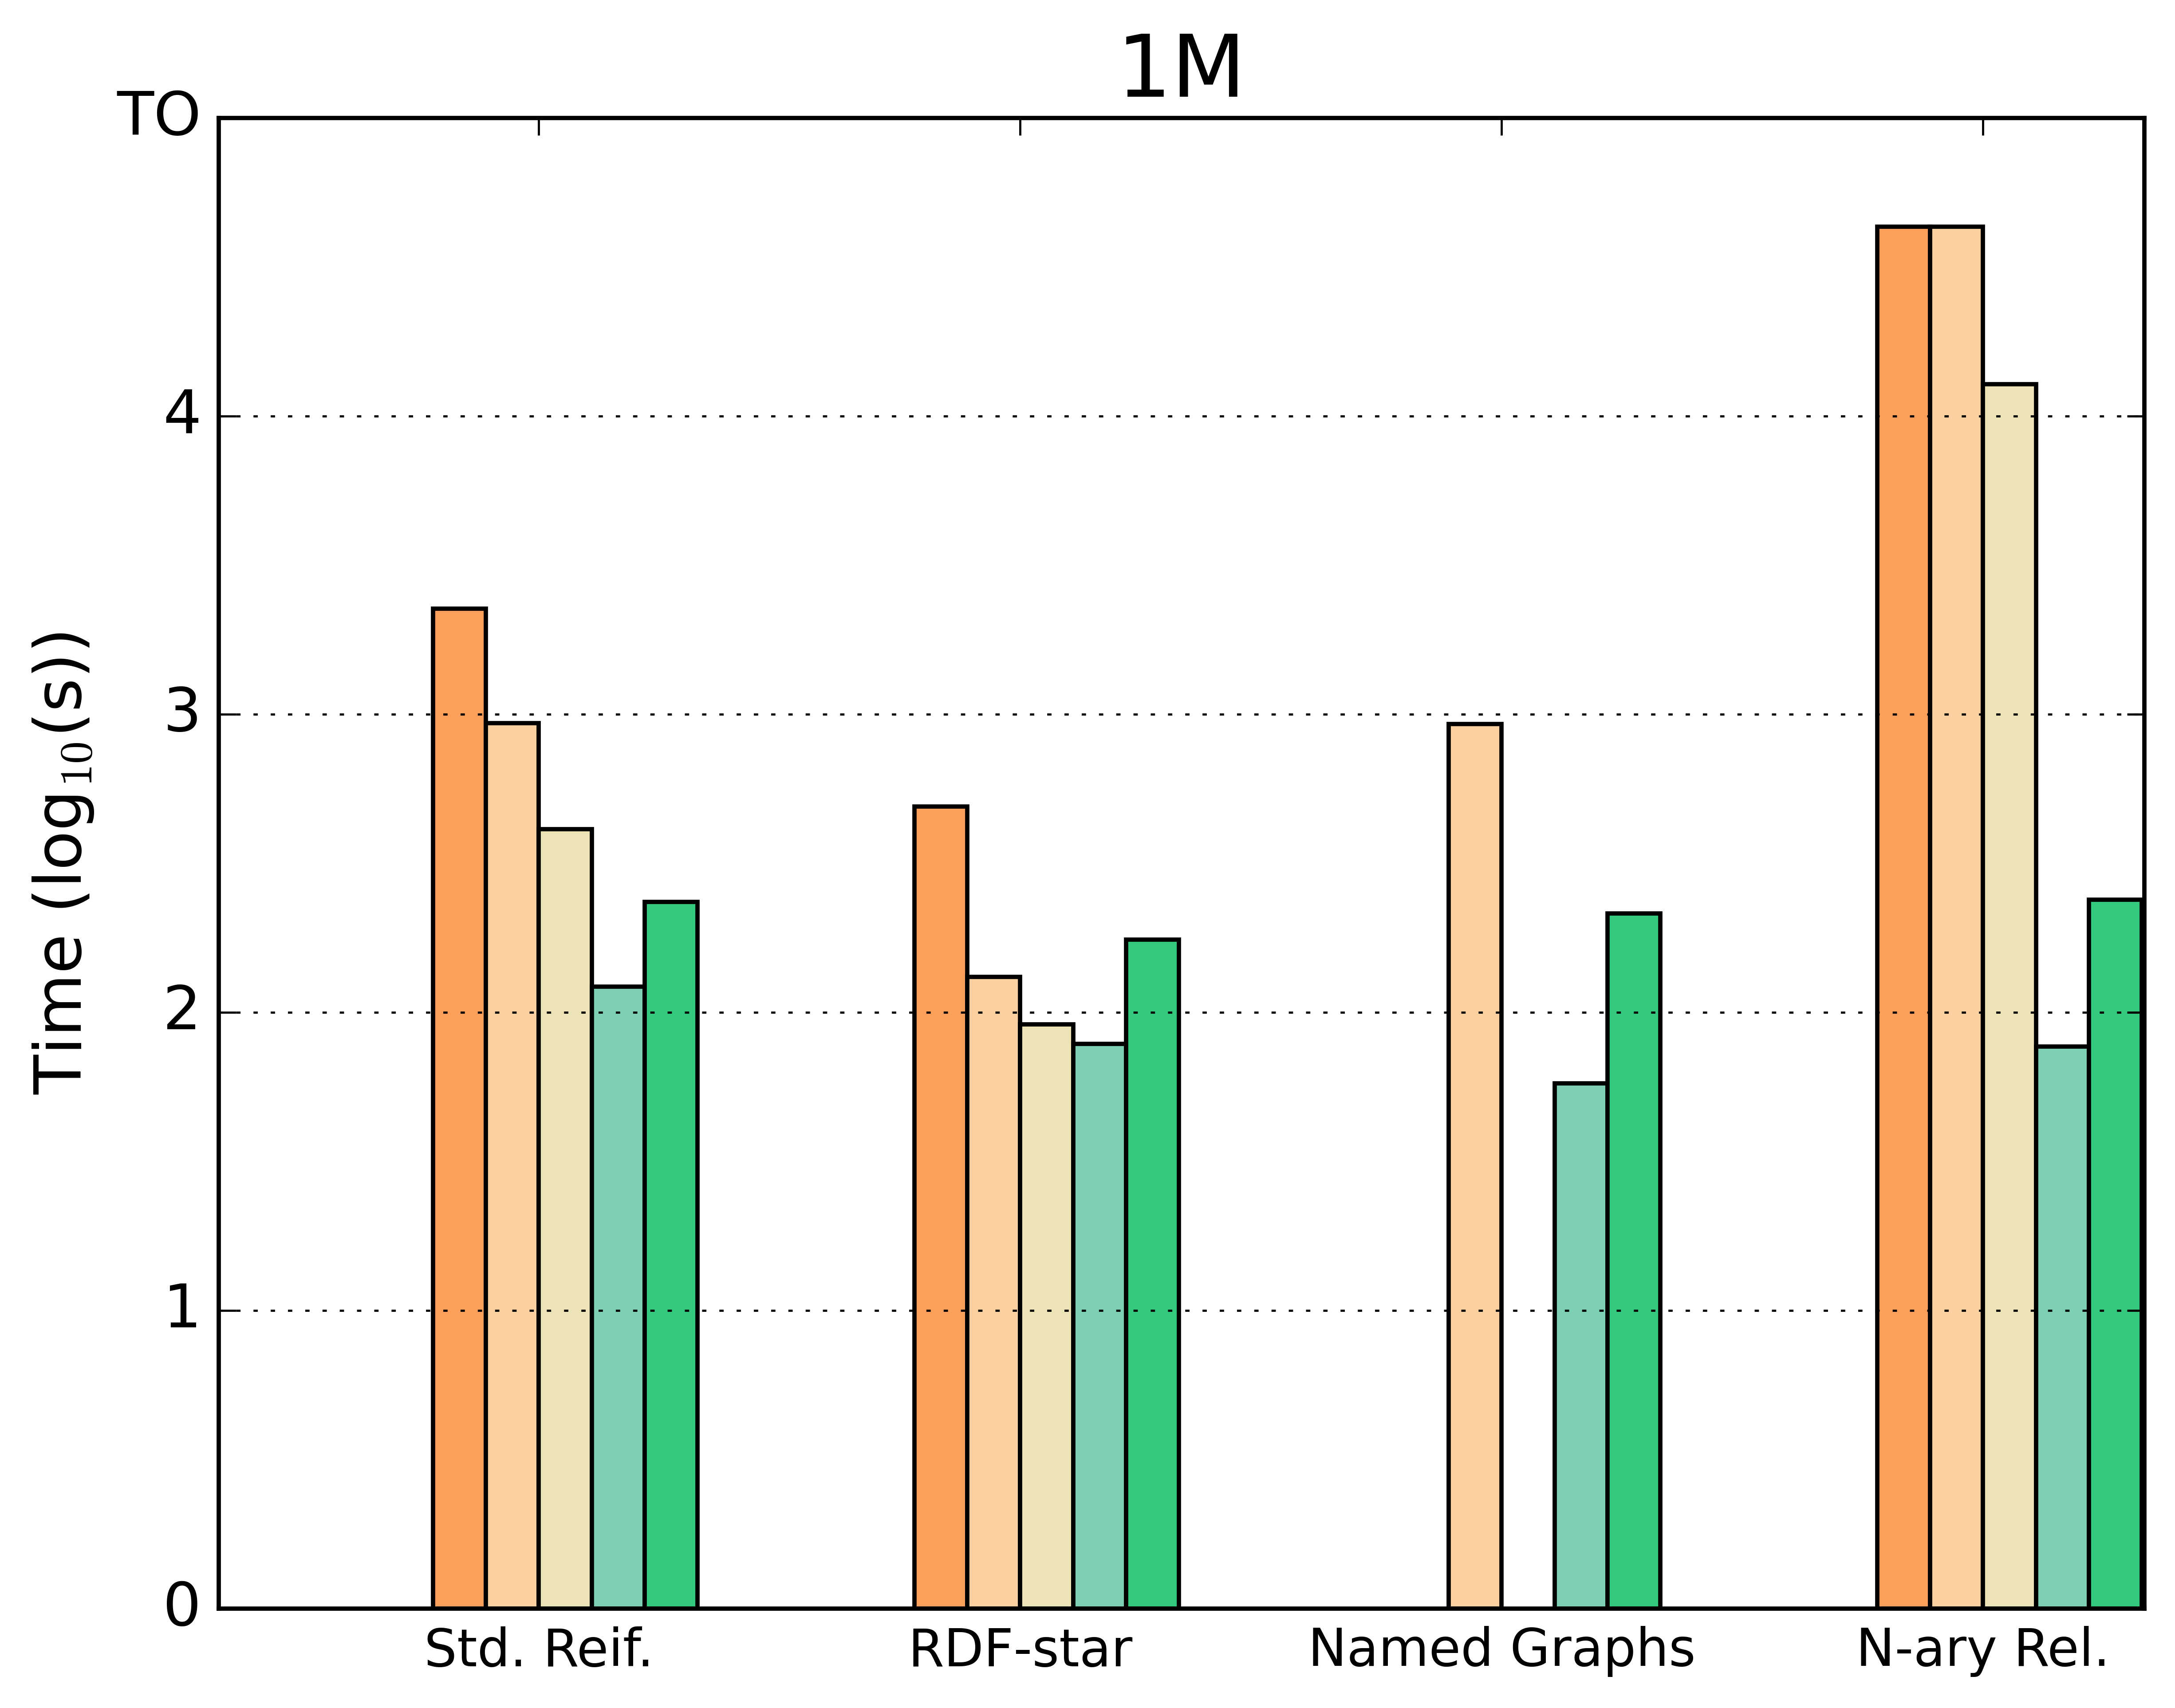 1M
TO
4
3
2
1
0
Time (log₁₀(s))
Std. Reif.
RDF-star
Named Graphs
N-ary Rel.